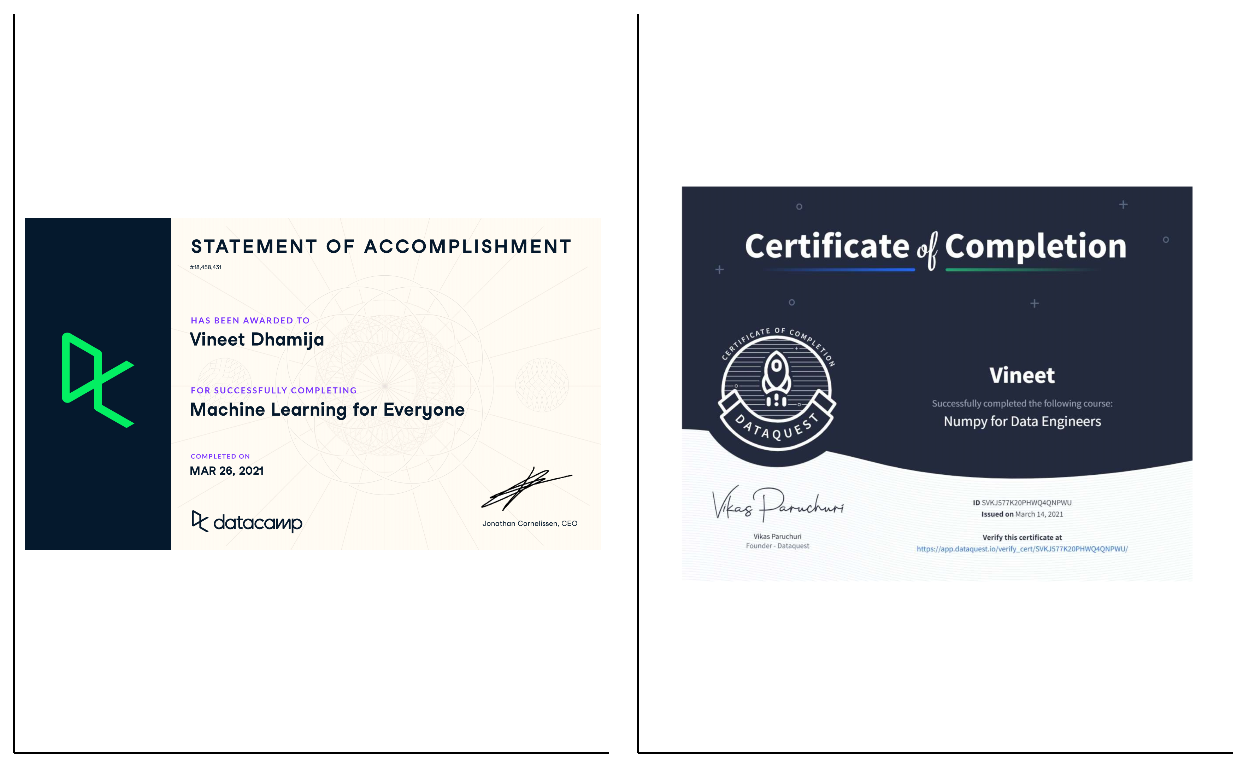 STATEMENT OF ACCOMPLISHMENT
#18,458,431
HAS BEEN AWARDED TO
Vineet Dhamija
FOR SUCCESSFULLY COMPLETING
Machine Learning for Everyone
COMPLETED ON
MAR 26, 2021
datacamp
Jonathan Cornelissen, CEO
Certificate of Completion
CERTIFICATE OF COMPLETION
DATAQUEST
Vineet
Successfully completed the following course:
Numpy for Data Engineers
Vikas Paruchuri
Vikas Paruchuri
Founder - Dataquest
ID SVKJ577K20PHWQ4QNPWU
Issued on March 14, 2021
Verify this certificate at
https://app.dataquest.io/verify_cert/SVKJ577K20PHWQ4QNPWU/